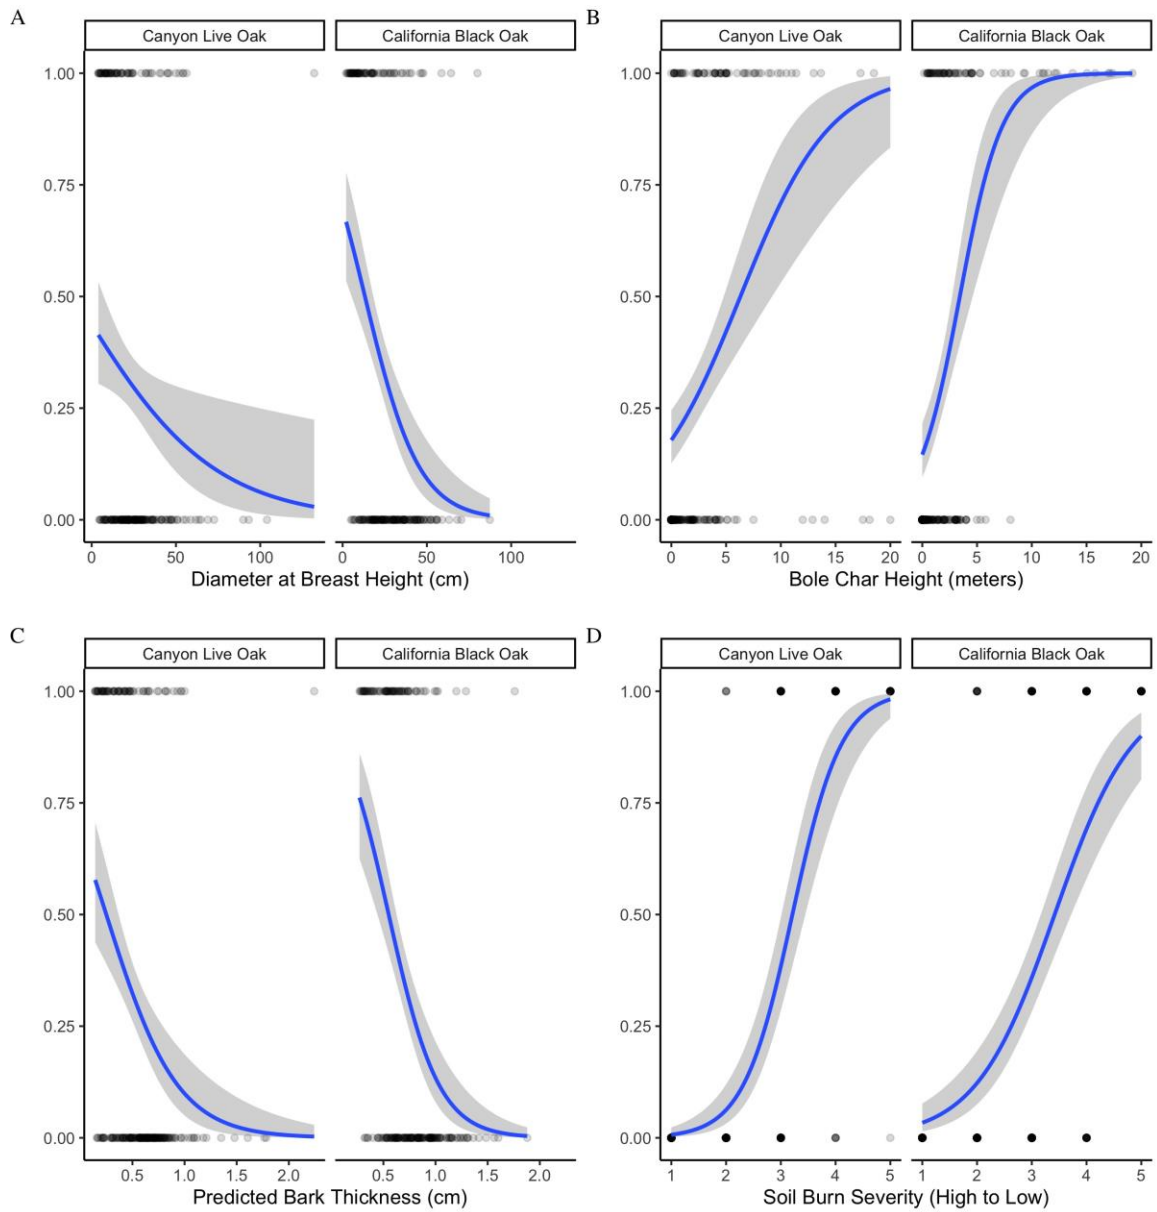 A
B
Canyon Live Oak
California Black Oak
Canyon Live Oak
California Black Oak
1.00
0.75
0.50
0.25
0.00
1.00
0.75
0.50
0.25
0.00
0 50 100 0 50 100
0 5 10 15 20 0 5 10 15 20
Diameter at Breast Height (cm)
Bole Char Height (meters)
C
D
Canyon Live Oak
California Black Oak
Canyon Live Oak
California Black Oak
1.00
0.75
0.50
0.25
0.00
1.00
0.75
0.50
0.25
0.00
0.5 1.0 1.5 2.0 0.5 1.0 1.5 2.0
1 2 3 4 5 1 2 3 4 5
Predicted Bark Thickness (cm)
Soil Burn Severity (High to Low)